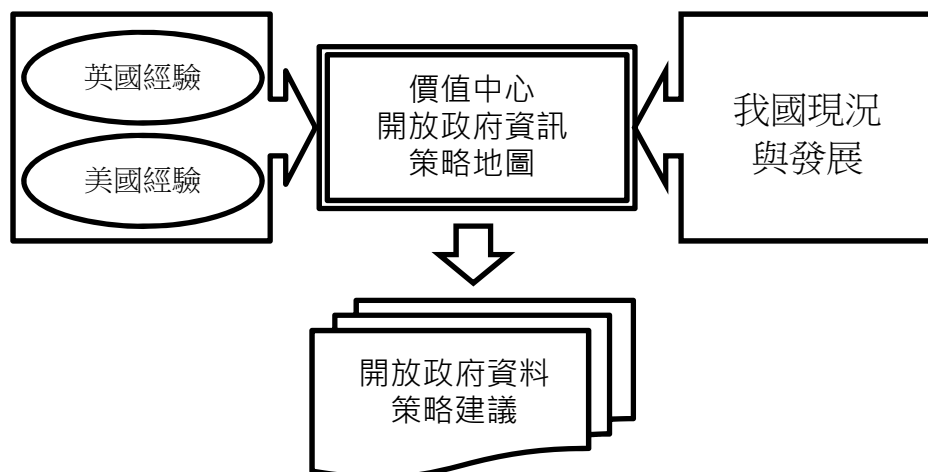 英國經驗
美國經驗
價值中心
開放政府資訊
策略地圖
我國現況
與發展
開放政府資料
策略建議